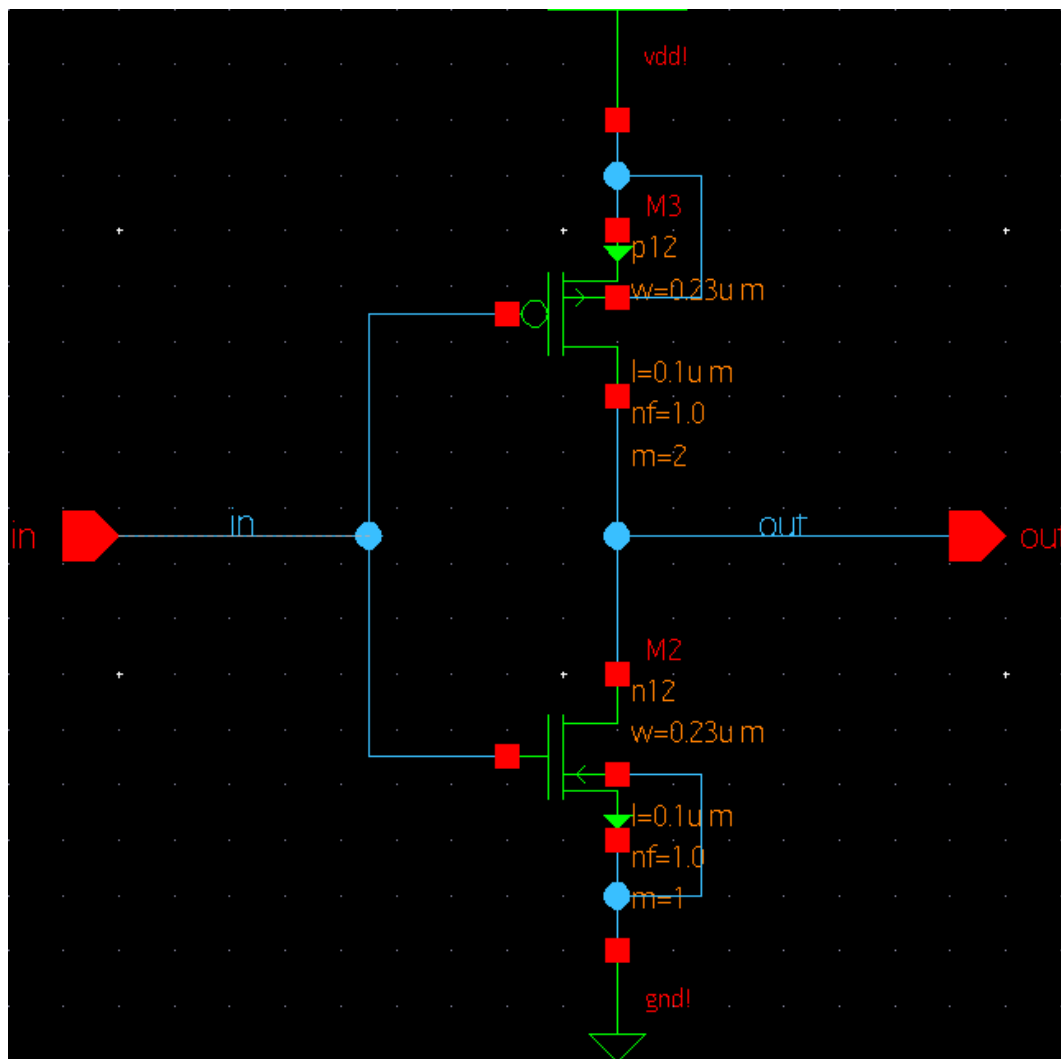 vdd!
M3
p12
w=0.23u m
l=0.1u m
nf=1.0
m=2
in
in
out
out
M2
n12
w=0.23u m
l=0.1u m
nf=1.0
m=1
gnd!